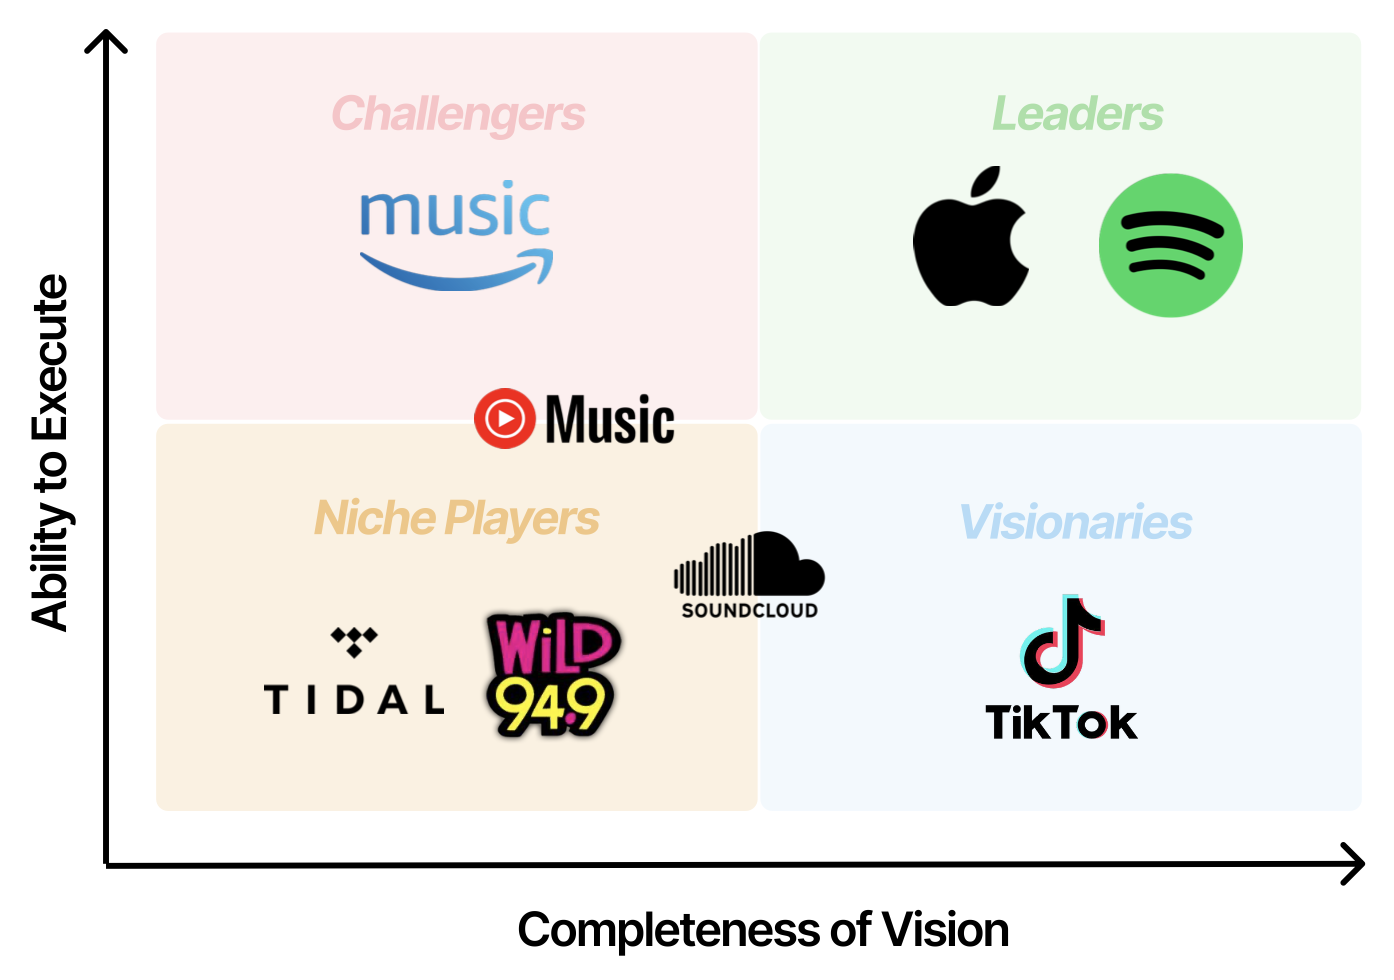 Challengers
Leaders
music
Music
Ability to Execute
Niche Players
Visionaries
SOUNDCLOUD
WiLD
94.9
TIDAL
TikTok
Completeness of Vision